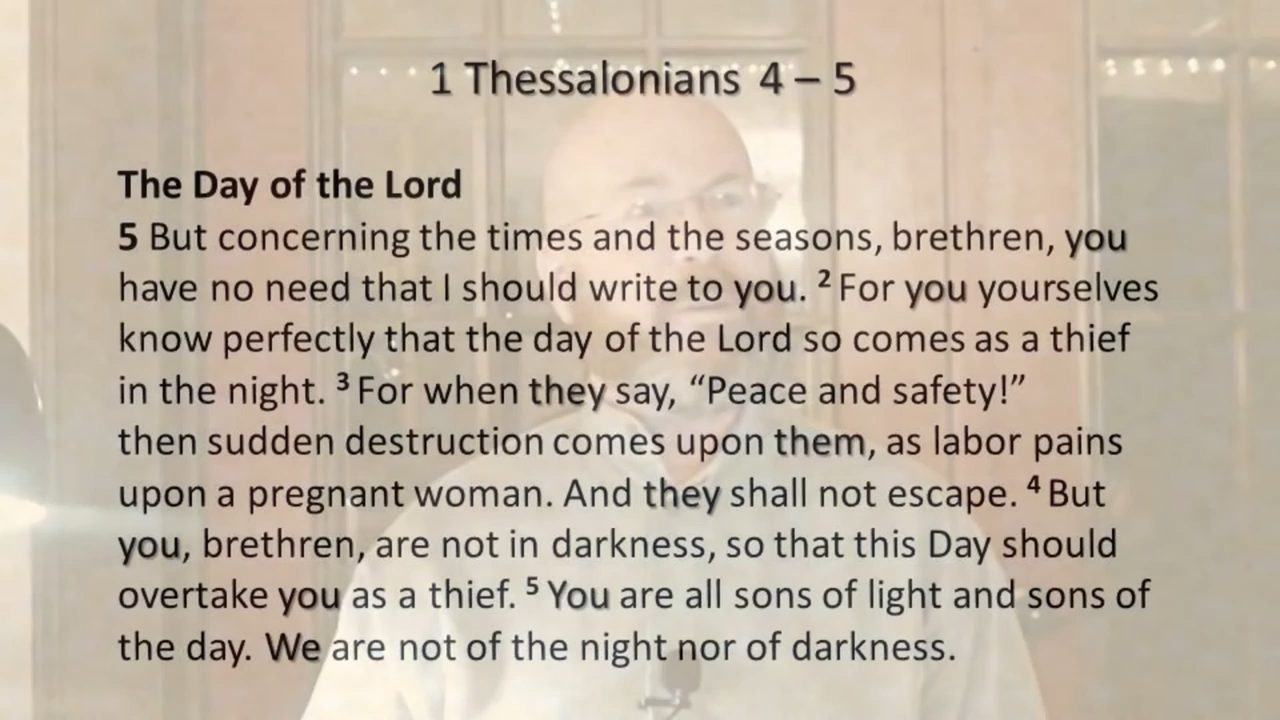 1 Thessalonians 4 – 5
The Day of the Lord
5 But concerning the times and the seasons, brethren, you
have no need that I should write to you. ² For you yourselves
know perfectly that the day of the Lord so comes as a thief
in the night. ³ For when they say, “Peace and safety!”
then sudden destruction comes upon them, as labor pains
upon a pregnant woman. And they shall not escape. ⁴ But
you, brethren, are not in darkness, so that this Day should
overtake you as a thief. ⁵ You are all sons of light and sons of
the day. We are not of the night nor of darkness.